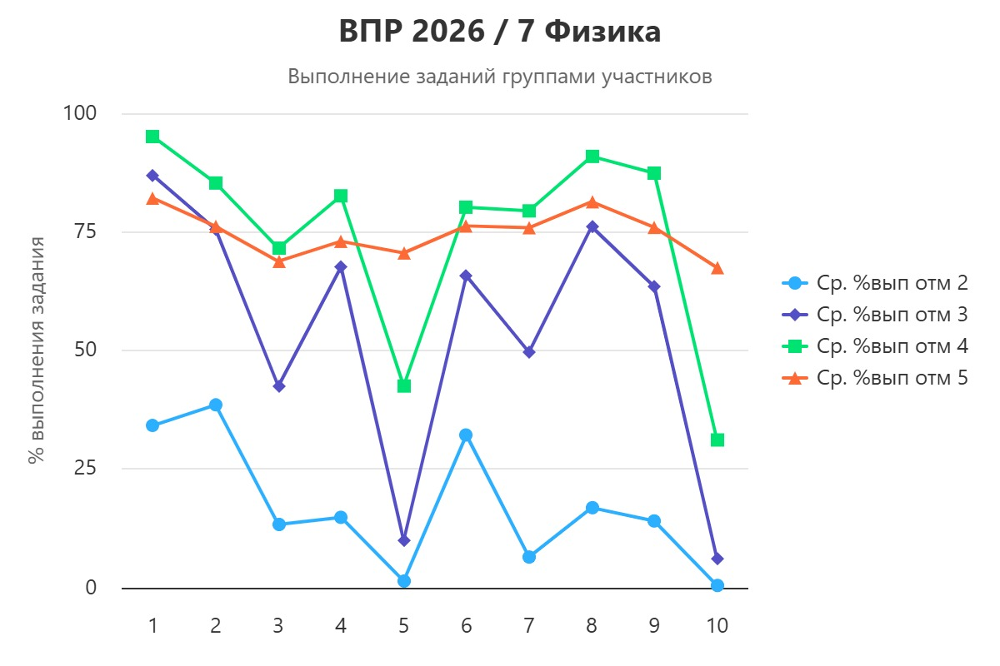 ВПР 2026 / 7 Физика
Выполнение заданий группами участников
% выполнения задания
100
75
50
25
0
1 2 3 4 5 6 7 8 9 10
Ср. %вып отм 2
Ср. %вып отм 3
Ср. %вып отм 4
Ср. %вып отм 5